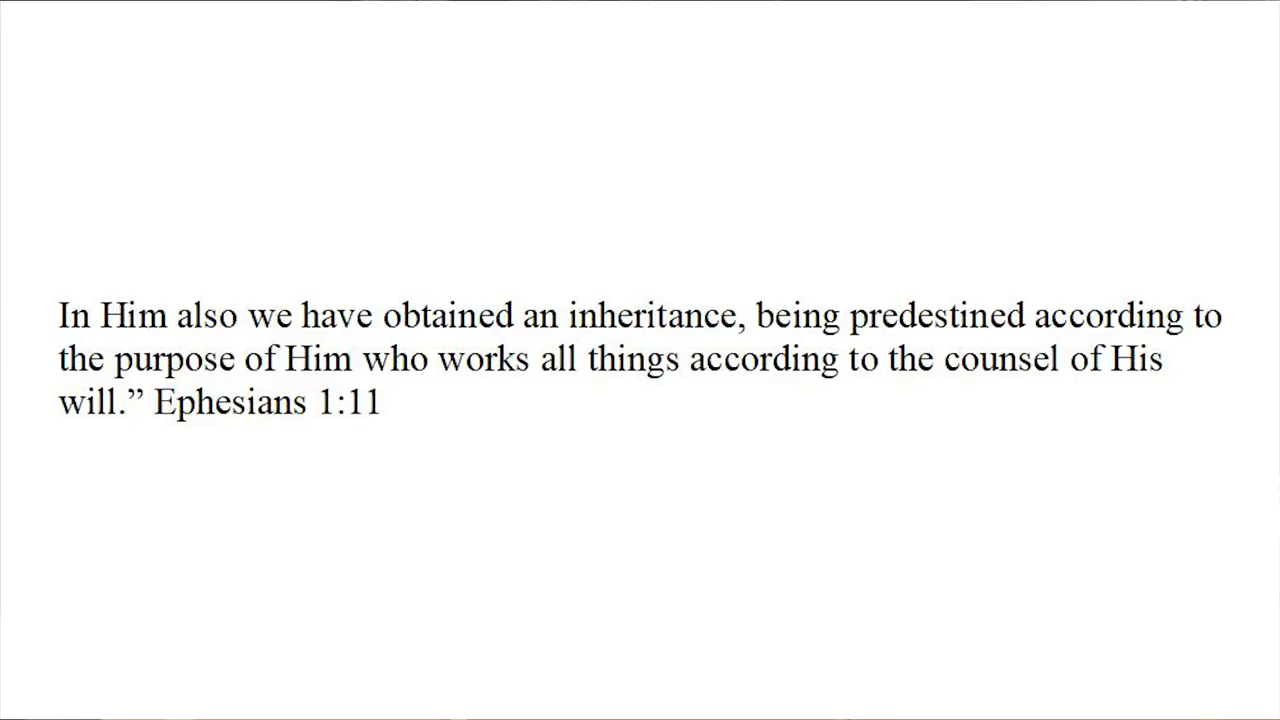 In Him also we have obtained an inheritance, being predestined according to
the purpose of Him who works all things according to the counsel of His
will.” Ephesians 1:11